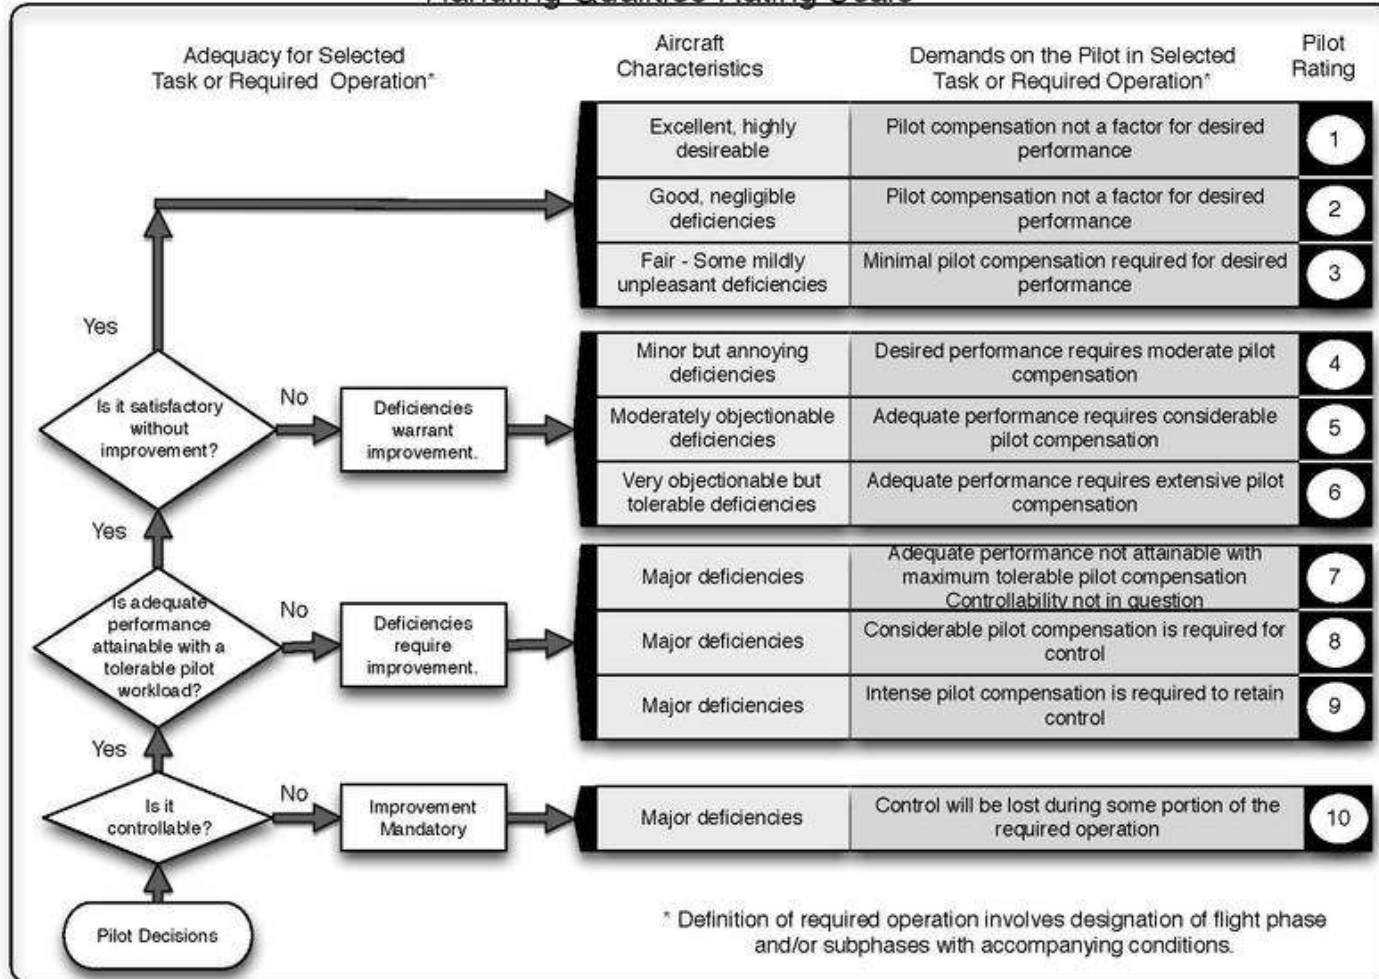 Handling Qualities Rating Scale
Adequacy for Selected
Task or Required Operation*
Aircraft
Characteristics
Demands on the Pilot in Selected
Task or Required Operation*
Pilot
Rating
Excellent, highly
desireable
Pilot compensation not a factor for desired
performance
1
Good, negligible
deficiencies
Pilot compensation not a factor for desired
performance
2
Fair - Some mildly
unpleasant deficiencies
Minimal pilot compensation required for desired
performance
3
Yes
Is it satisfactory
without
improvement?
No
Deficiencies
warrant
improvement.
Minor but annoying
deficiencies
Desired performance requires moderate pilot
compensation
4
Moderately objectionable
deficiencies
Adequate performance requires considerable
pilot compensation
5
Very objectionable but
tolerable deficiencies
Adequate performance requires extensive pilot
compensation
6
Yes
Is adequate
performance
attainable with a
tolerable pilot
workload?
No
Deficiencies
require
improvement.
Major deficiencies
Adequate performance not attainable with
maximum tolerable pilot compensation
Controllability not in question
7
Major deficiencies
Considerable pilot compensation is required for
control
8
Major deficiencies
Intense pilot compensation is required to retain
control
9
Yes
Is it
controllable?
No
Improvement
Mandatory
Major deficiencies
Control will be lost during some portion of the
required operation
10
Pilot Decisions
* Definition of required operation involves designation of flight phase
and/or subphases with accompanying conditions.